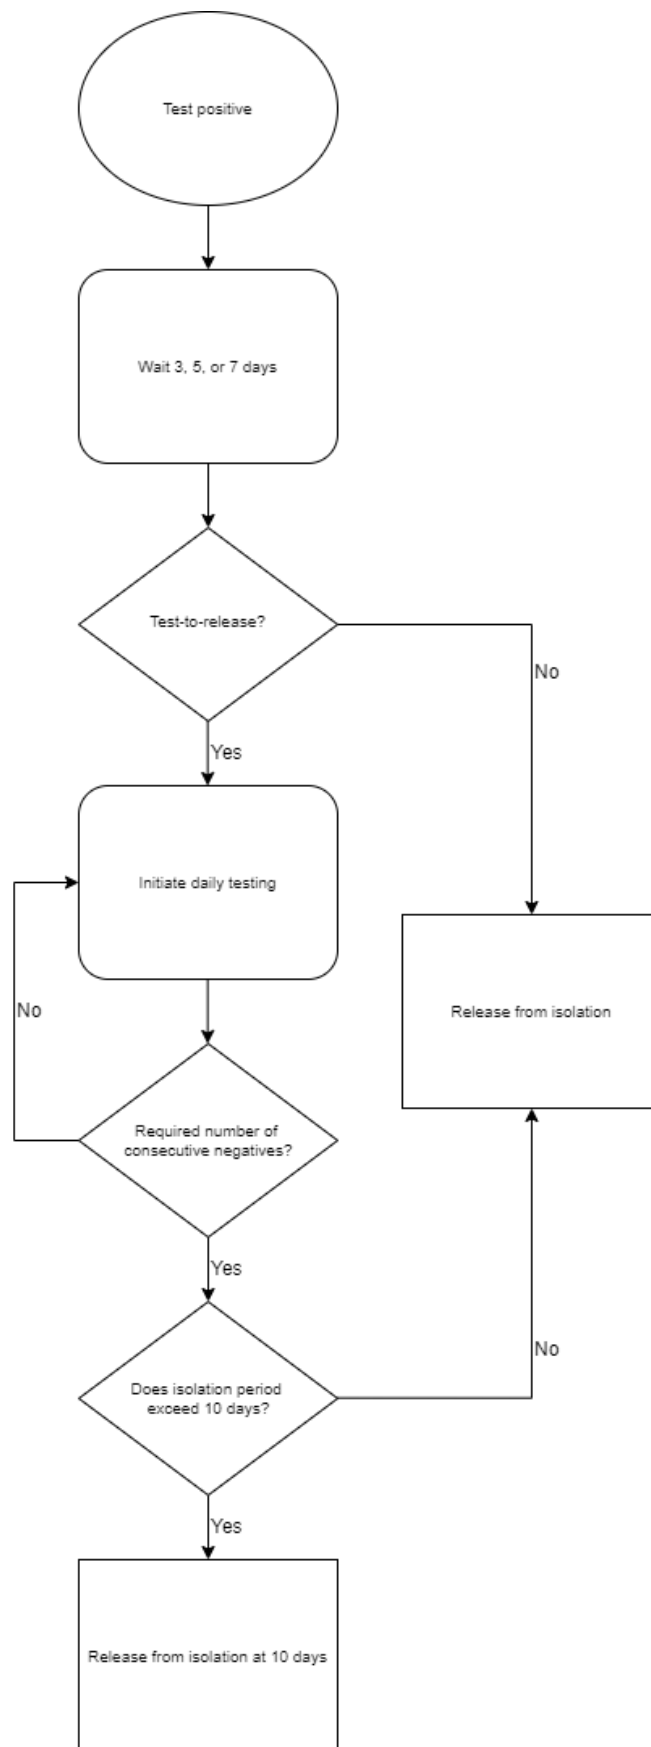 Test positive
Wait 3, 5, or 7 days
Test-to-release?
No
Yes
Initiate daily testing
No
Release from isolation
Required number of
consecutive negatives?
Yes
No
Does isolation period
exceed 10 days?
Yes
Release from isolation at 10 days